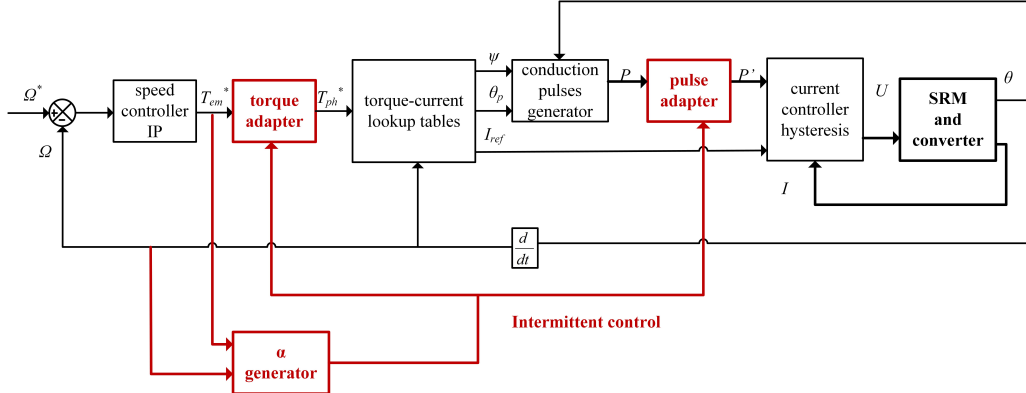 Ω*
+
-
Ω
speed
controller
IP
Tem*
torque
adapter
Tph*
torque-current
lookup tables
ψ
θp
Iref
conduction
pulses
generator
P
pulse
adapter
P’
current
controller
hysteresis
U
I
SRM
and
converter
θ
d
dt
Intermittent control
α
generator